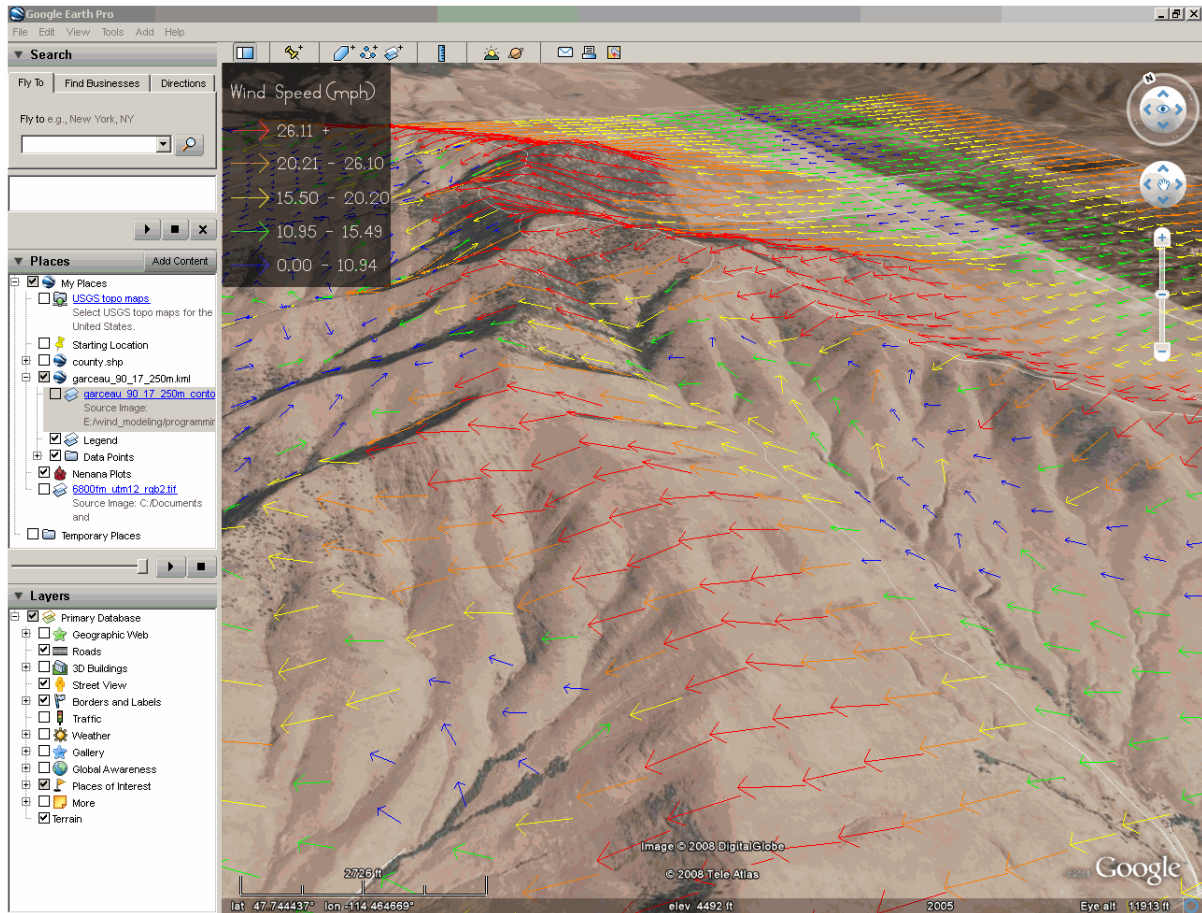 Google Earth Pro
File Edit View Tools Add Help
Search
Fly To Find Businesses Directions
Fly to e.g., New York, NY
Places Add Content
My Places
USGS topo maps
Select USGS topo maps for the
United States.
Starting Location
county.shp
garceau_90_17_250m.kml
garceau_90_17_250m_conto
Source Image:
E:/wind_modeling/programmir
Legend
Data Points
Nenana Plots
6800fm_utm12_rgb2.tif
Source Image: C:/Documents
and
Temporary Places
Layers
Primary Database
Geographic Web
Roads
3D Buildings
Street View
Borders and Labels
Traffic
Weather
Gallery
Global Awareness
Places of Interest
More
Terrain
Wind Speed (mph)
26.11 +
20.21 - 26.10
15.50 - 20.20
10.95 - 15.49
0.00 - 10.94
N
Image © 2008 DigitalGlobe
© 2008 Tele Atlas
2726 ft
Google
lat 47.744437° lon -114.464669° elev 4492 ft 2005 Eye alt 11913 ft